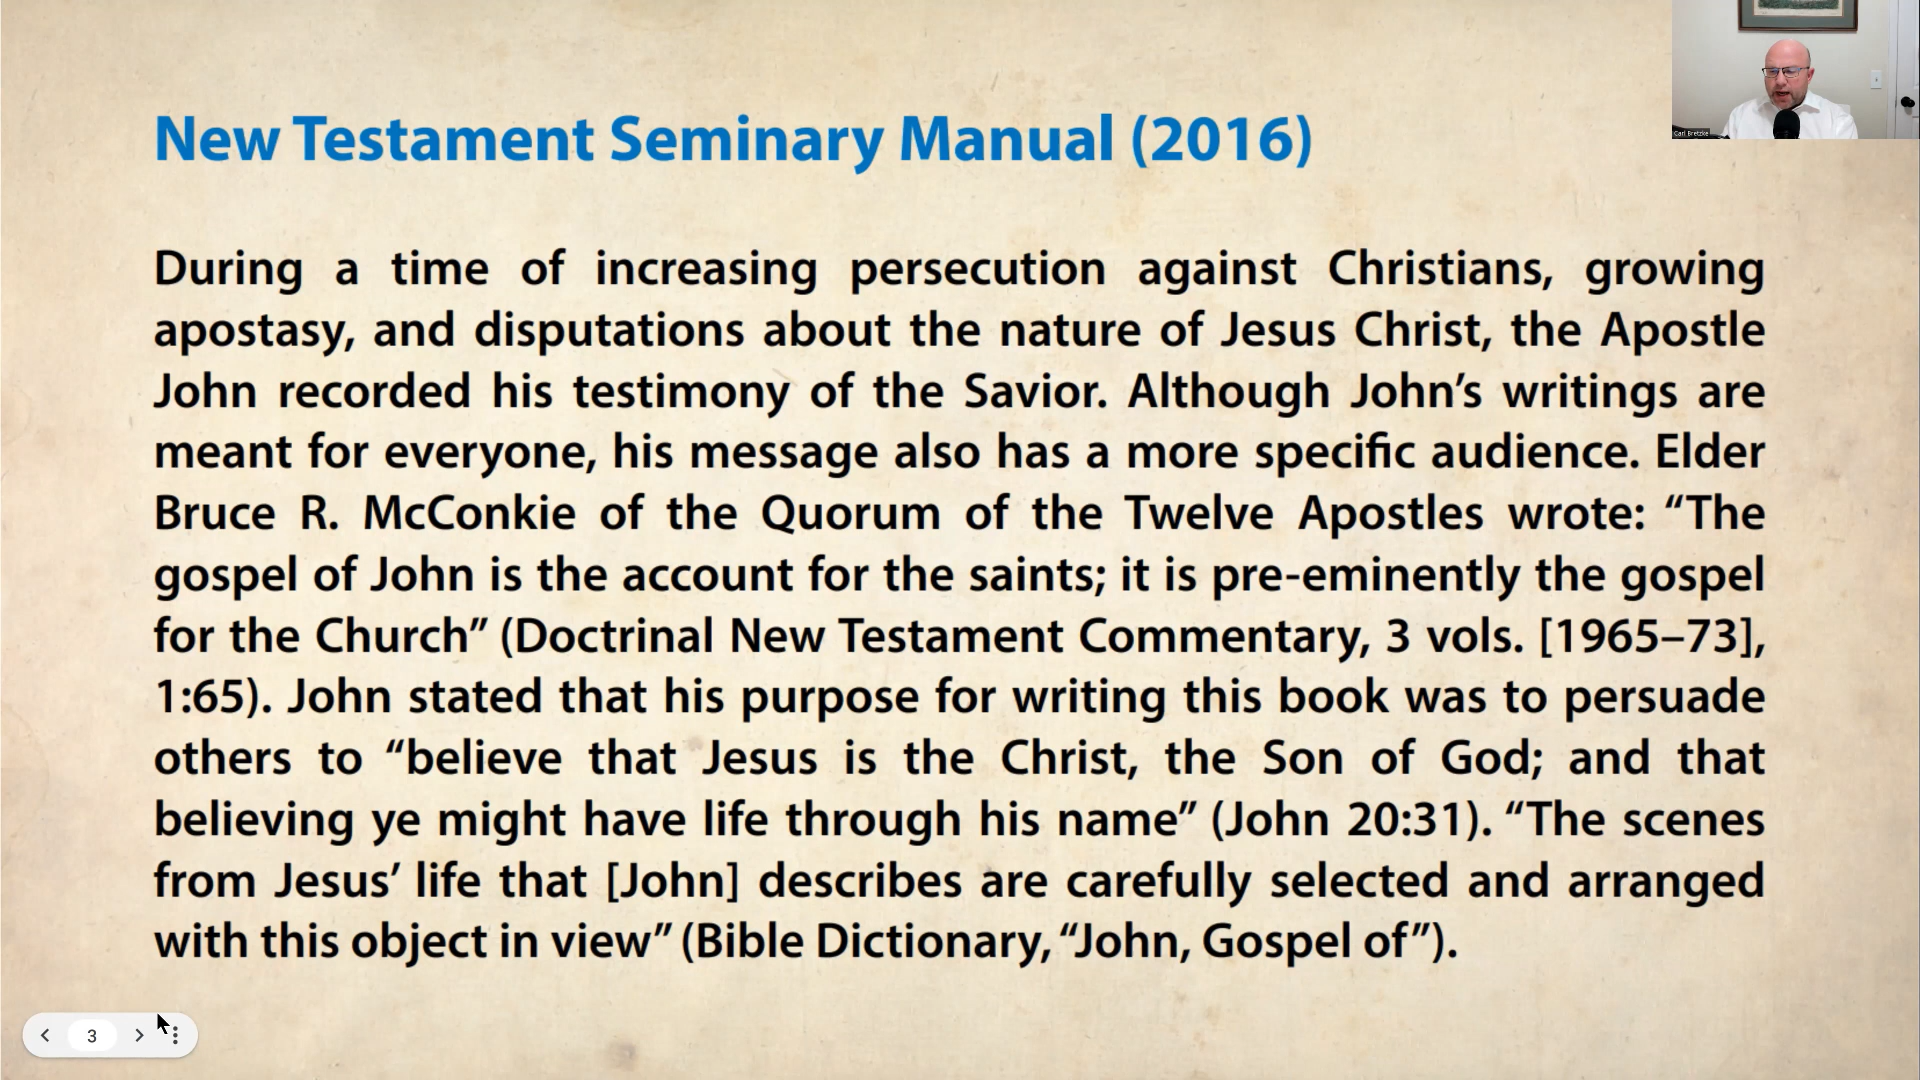 New Testament Seminary Manual (2016)
During a time of increasing persecution against Christians, growing
apostasy, and disputations about the nature of Jesus Christ, the Apostle
John recorded his testimony of the Savior. Although John’s writings are
meant for everyone, his message also has a more specific audience. Elder
Bruce R. McConkie of the Quorum of the Twelve Apostles wrote: “The
gospel of John is the account for the saints; it is pre-eminently the gospel
for the Church” (Doctrinal New Testament Commentary, 3 vols. [1965–73],
1:65). John stated that his purpose for writing this book was to persuade
others to “believe that Jesus is the Christ, the Son of God; and that
believing ye might have life through his name” (John 20:31). “The scenes
from Jesus’ life that [John] describes are carefully selected and arranged
with this object in view” (Bible Dictionary, “John, Gospel of”).
Carl Bretzke
3